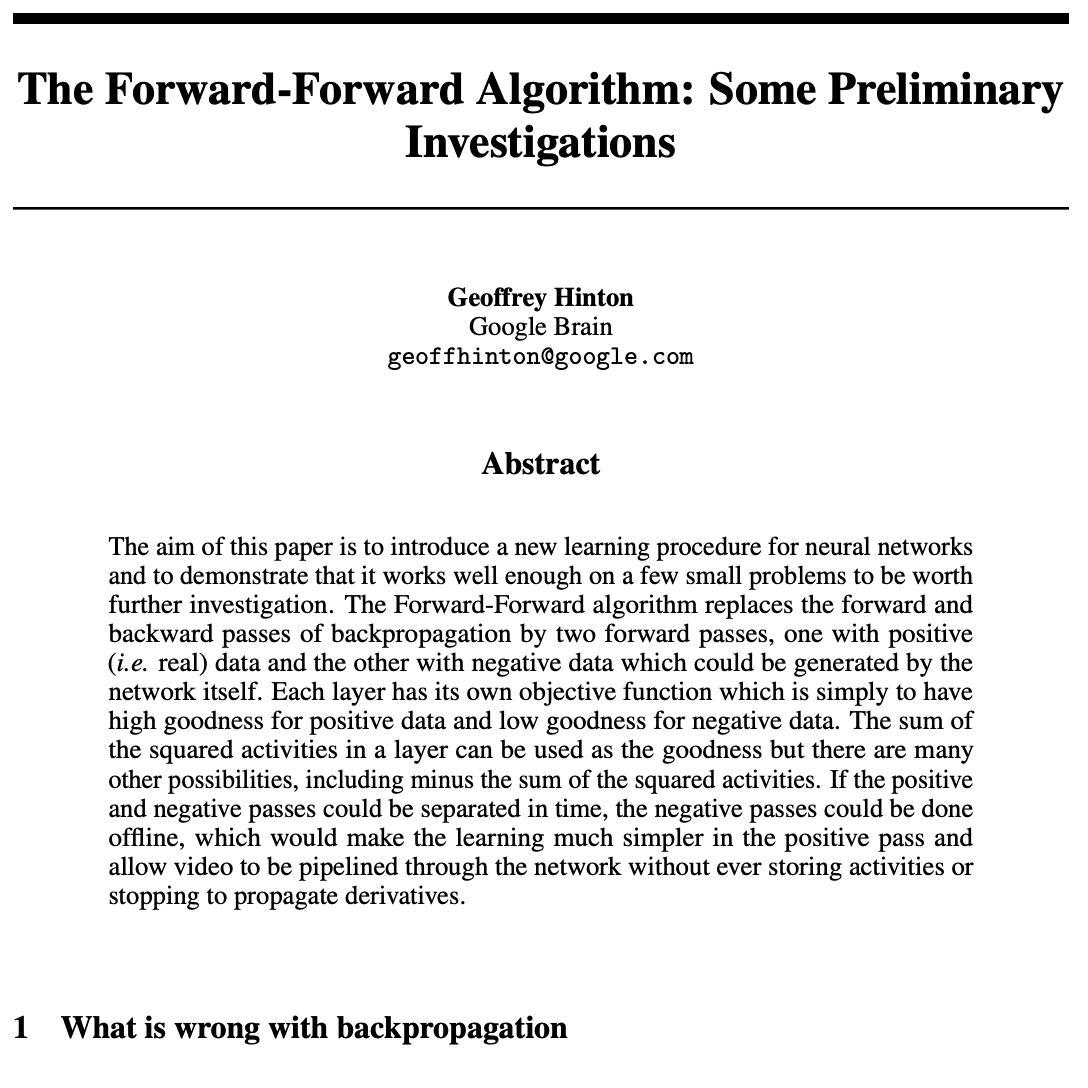 The Forward-Forward Algorithm: Some Preliminary
Investigations
Geoffrey Hinton
Google Brain
geoffhinton@google.com
Abstract
The aim of this paper is to introduce a new learning procedure for neural networks
and to demonstrate that it works well enough on a few small problems to be worth
further investigation. The Forward-Forward algorithm replaces the forward and
backward passes of backpropagation by two forward passes, one with positive
(i.e. real) data and the other with negative data which could be generated by the
network itself. Each layer has its own objective function which is simply to have
high goodness for positive data and low goodness for negative data. The sum of
the squared activities in a layer can be used as the goodness but there are many
other possibilities, including minus the sum of the squared activities. If the positive
and negative passes could be separated in time, the negative passes could be done
offline, which would make the learning much simpler in the positive pass and
allow video to be pipelined through the network without ever storing activities or
stopping to propagate derivatives.
1 What is wrong with backpropagation